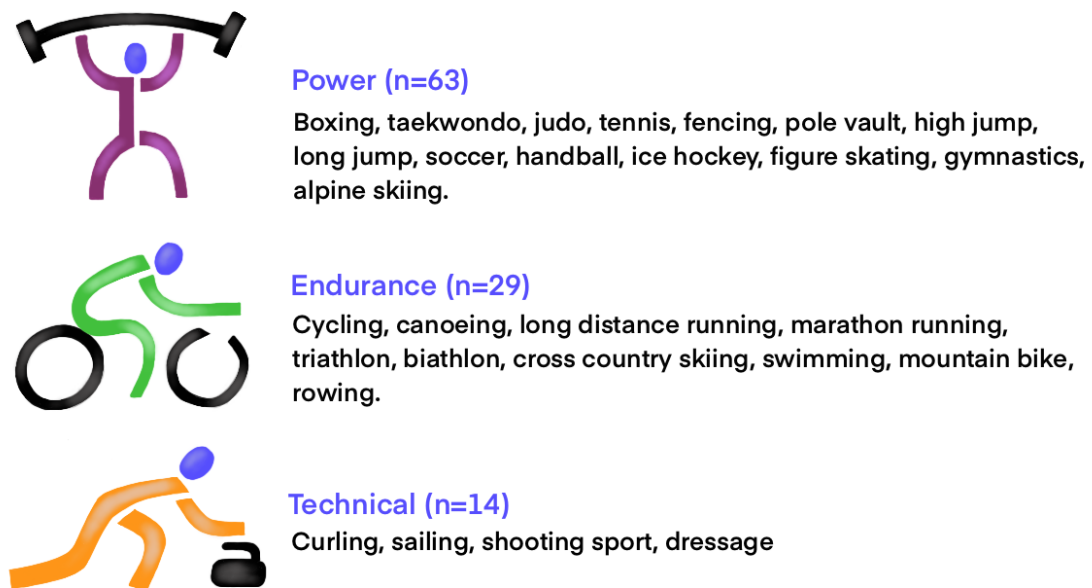 Power (n=63)
Boxing, taekwondo, judo, tennis, fencing, pole vault, high jump,
long jump, soccer, handball, ice hockey, figure skating, gymnastics,
alpine skiing.
Endurance (n=29)
Cycling, canoeing, long distance running, marathon running,
triathlon, biathlon, cross country skiing, swimming, mountain bike,
rowing.
Technical (n=14)
Curling, sailing, shooting sport, dressage